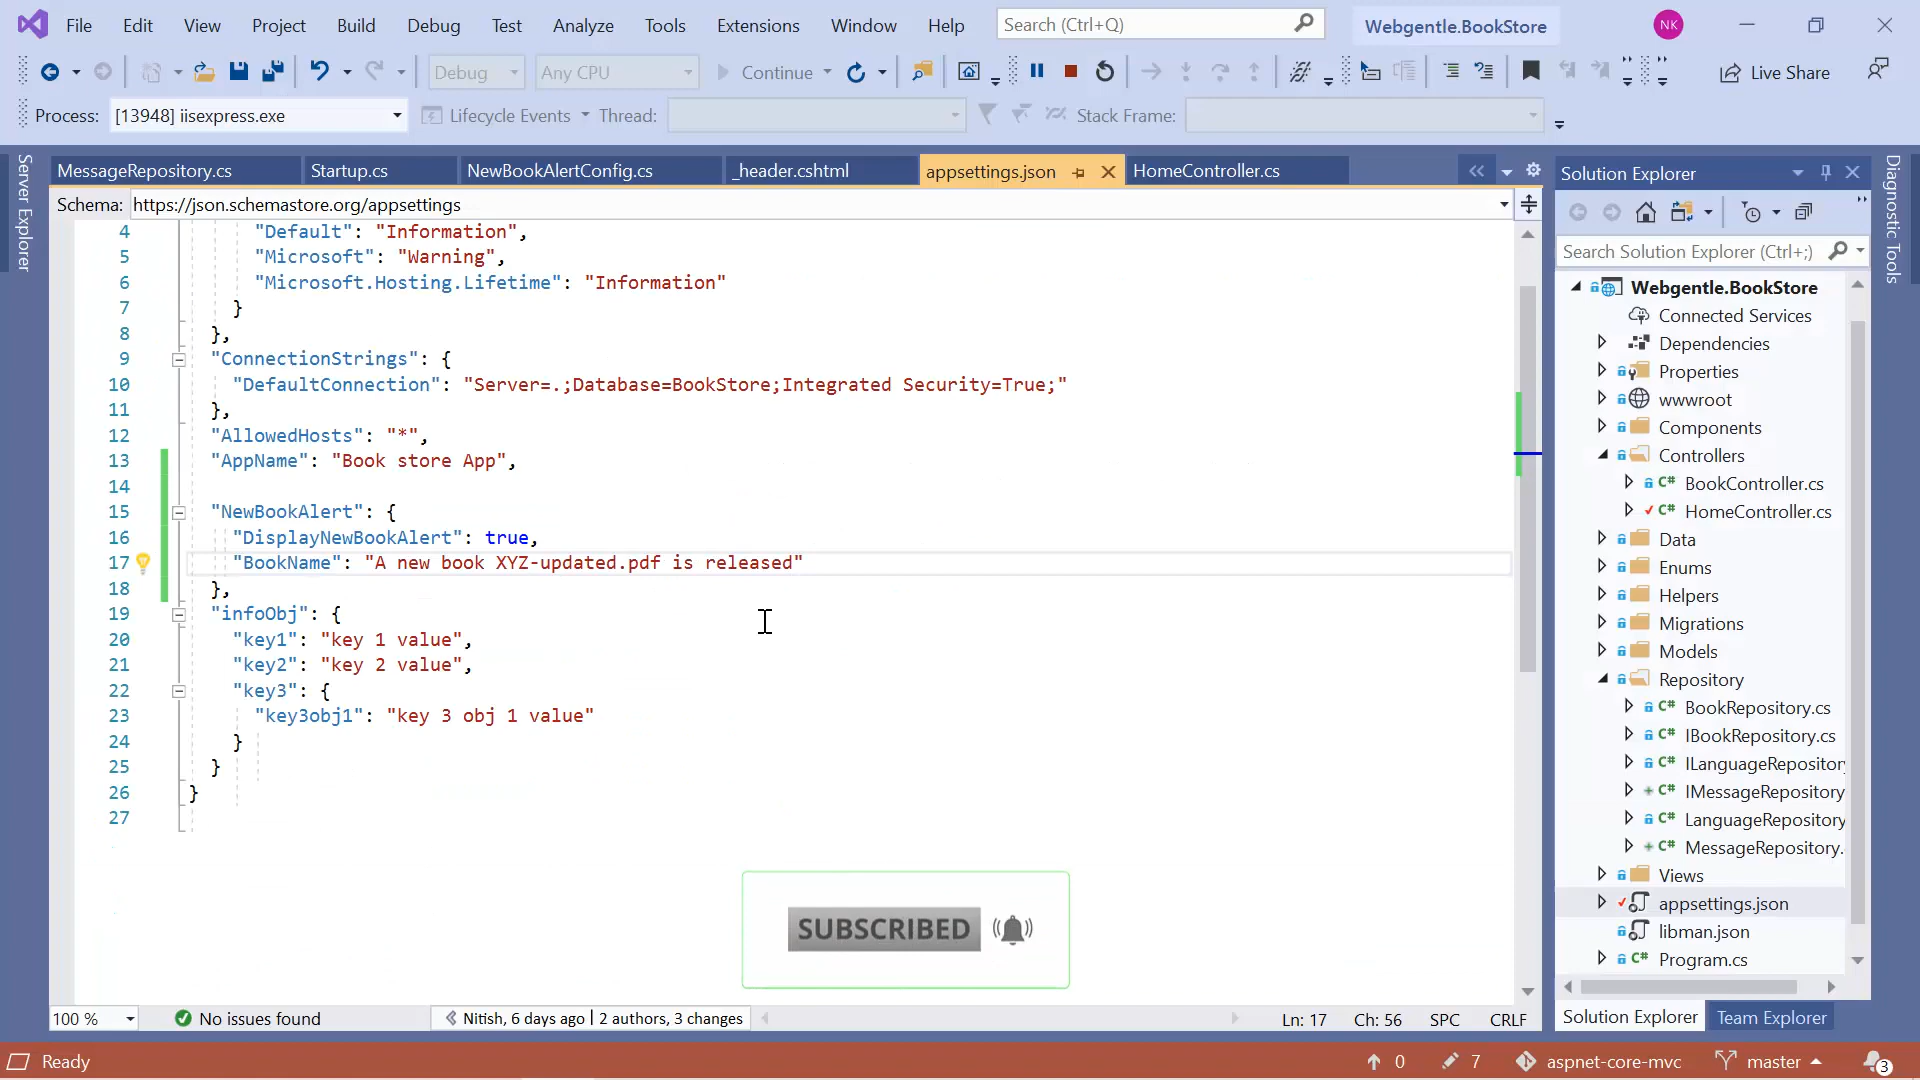 File Edit View Project Build Debug Test Analyze Tools Extensions Window Help Search (Ctrl+Q) Webgentle.BookStore NK
Debug Any CPU Continue Live Share
Process: [13948] iisexpress.exe Lifecycle Events Thread: Stack Frame:
Server Explorer
MessageRepository.cs Startup.cs NewBookAlertConfig.cs _header.cshtml appsettings.json HomeController.cs
Schema: https://json.schemastore.org/appsettings
4 "Default": "Information",
5 "Microsoft": "Warning",
6 "Microsoft.Hosting.Lifetime": "Information"
7 }
8 },
9 "ConnectionStrings": {
10 "DefaultConnection": "Server=.;Database=BookStore;Integrated Security=True;"
11 },
12 "AllowedHosts": "*",
13 "AppName": "Book store App",
14
15 "NewBookAlert": {
16 "DisplayNewBookAlert": true,
17 "BookName": "A new book XYZ-updated.pdf is released"
18 },
19 "infoObj": {
20 "key1": "key 1 value",
21 "key2": "key 2 value",
22 "key3": {
23 "key3obj1": "key 3 obj 1 value"
24 }
25 }
26 }
27
SUBSCRIBED
100 % No issues found Nitish, 6 days ago | 2 authors, 3 changes Ln: 17 Ch: 56 SPC CRLF
Solution Explorer
Search Solution Explorer (Ctrl+;)
Webgentle.BookStore
Connected Services
Dependencies
Properties
wwwroot
Components
Controllers
C# BookController.cs
C# HomeController.cs
Data
Enums
Helpers
Migrations
Models
Repository
C# BookRepository.cs
C# IBookRepository.cs
C# ILanguageRepository
C# IMessageRepository
C# LanguageRepository
C# MessageRepository.
Views
appsettings.json
libman.json
C# Program.cs
Solution Explorer Team Explorer
Diagnostic Tools
Ready 0 7 aspnet-core-mvc master 3